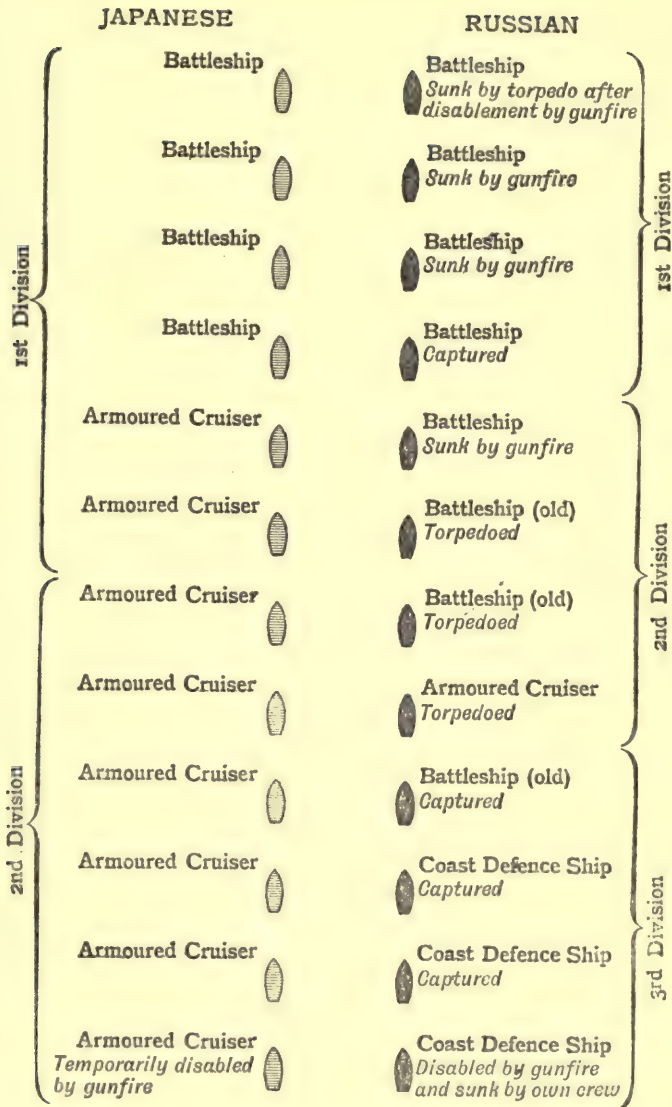 JAPANESE
1st Division
Battleship
Battleship
Battleship
Battleship
Armoured Cruiser
Armoured Cruiser
2nd Division
Armoured Cruiser
Armoured Cruiser
Armoured Cruiser
Armoured Cruiser
Armoured Cruiser
Armoured Cruiser
Temporarily disabled
by gunfire
RUSSIAN
1st Division
Battleship
Sunk by torpedo after
disablement by gunfire
Battleship
Sunk by gunfire
Battleship
Sunk by gunfire
Battleship
Captured
2nd Division
Battleship
Sunk by gunfire
Battleship (old)
Torpedoed
Battleship (old)
Torpedoed
Armoured Cruiser
Torpedoed
3rd Division
Battleship (old)
Captured
Coast Defence Ship
Captured
Coast Defence Ship
Captured
Coast Defence Ship
Disabled by gunfire
and sunk by own crew